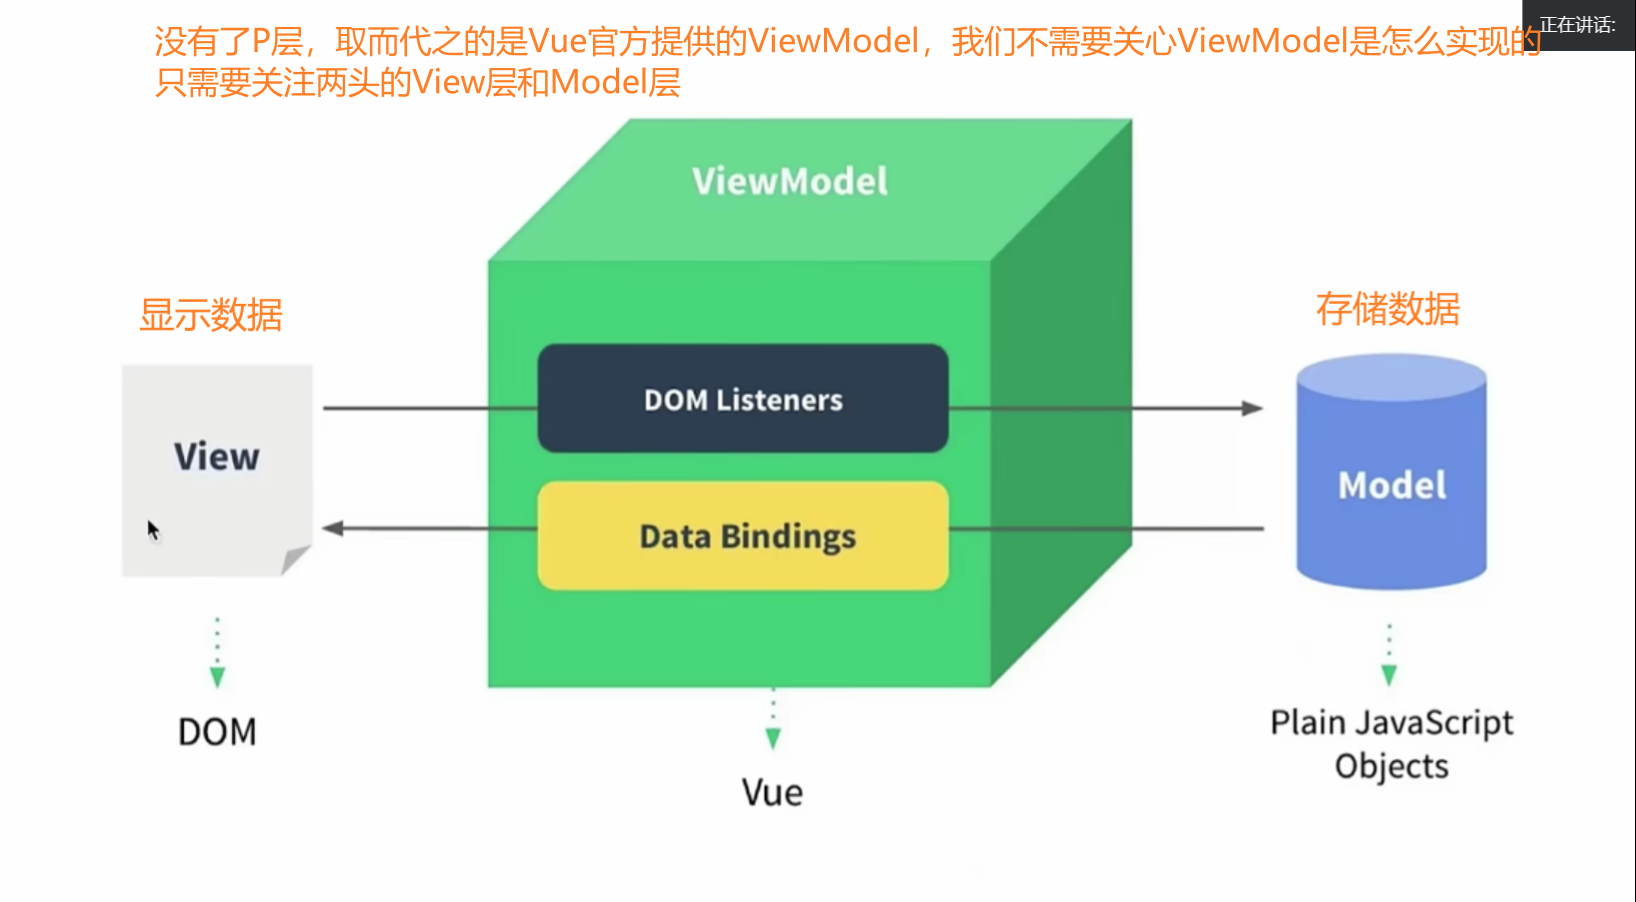 正在讲话:
没有了P层，取而代之的是Vue官方提供的ViewModel，我们不需要关心ViewModel是怎么实现的
只需要关注两头的View层和Model层
ViewModel
显示数据
存储数据
DOM Listeners
View
Model
Data Bindings
DOM
Plain JavaScript
Objects
Vue